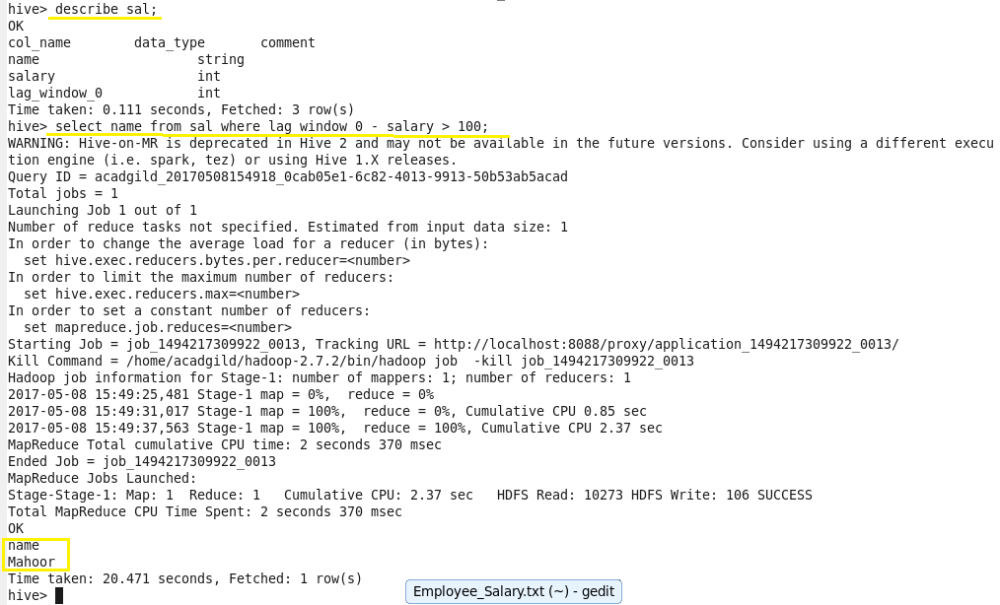 hive> describe sal;
OK
col_name        data_type       comment
name                    string
salary                  int
lag_window_0            int
Time taken: 0.111 seconds, Fetched: 3 row(s)
hive> select name from sal where lag_window_0 - salary > 100;
WARNING: Hive-on-MR is deprecated in Hive 2 and may not be available in the future versions. Consider using a different execu
tion engine (i.e. spark, tez) or using Hive 1.X releases.
Query ID = acadgild_20170508154918_0cab05e1-6c82-4013-9913-50b53ab5acad
Total jobs = 1
Launching Job 1 out of 1
Number of reduce tasks not specified. Estimated from input data size: 1
In order to change the average load for a reducer (in bytes):
  set hive.exec.reducers.bytes.per.reducer=<number>
In order to limit the maximum number of reducers:
  set hive.exec.reducers.max=<number>
In order to set a constant number of reducers:
  set mapreduce.job.reduces=<number>
Starting Job = job_1494217309922_0013, Tracking URL = http://localhost:8088/proxy/application_1494217309922_0013/
Kill Command = /home/acadgild/hadoop-2.7.2/bin/hadoop job  -kill job_1494217309922_0013
Hadoop job information for Stage-1: number of mappers: 1; number of reducers: 1
2017-05-08 15:49:25,481 Stage-1 map = 0%,  reduce = 0%
2017-05-08 15:49:31,017 Stage-1 map = 100%,  reduce = 0%, Cumulative CPU 0.85 sec
2017-05-08 15:49:37,563 Stage-1 map = 100%,  reduce = 100%, Cumulative CPU 2.37 sec
MapReduce Total cumulative CPU time: 2 seconds 370 msec
Ended Job = job_1494217309922_0013
MapReduce Jobs Launched:
Stage-Stage-1: Map: 1  Reduce: 1   Cumulative CPU: 2.37 sec   HDFS Read: 10273 HDFS Write: 106 SUCCESS
Total MapReduce CPU Time Spent: 2 seconds 370 msec
OK
name
Mahoor
Time taken: 20.471 seconds, Fetched: 1 row(s)
hive>
Employee_Salary.txt (~) - gedit